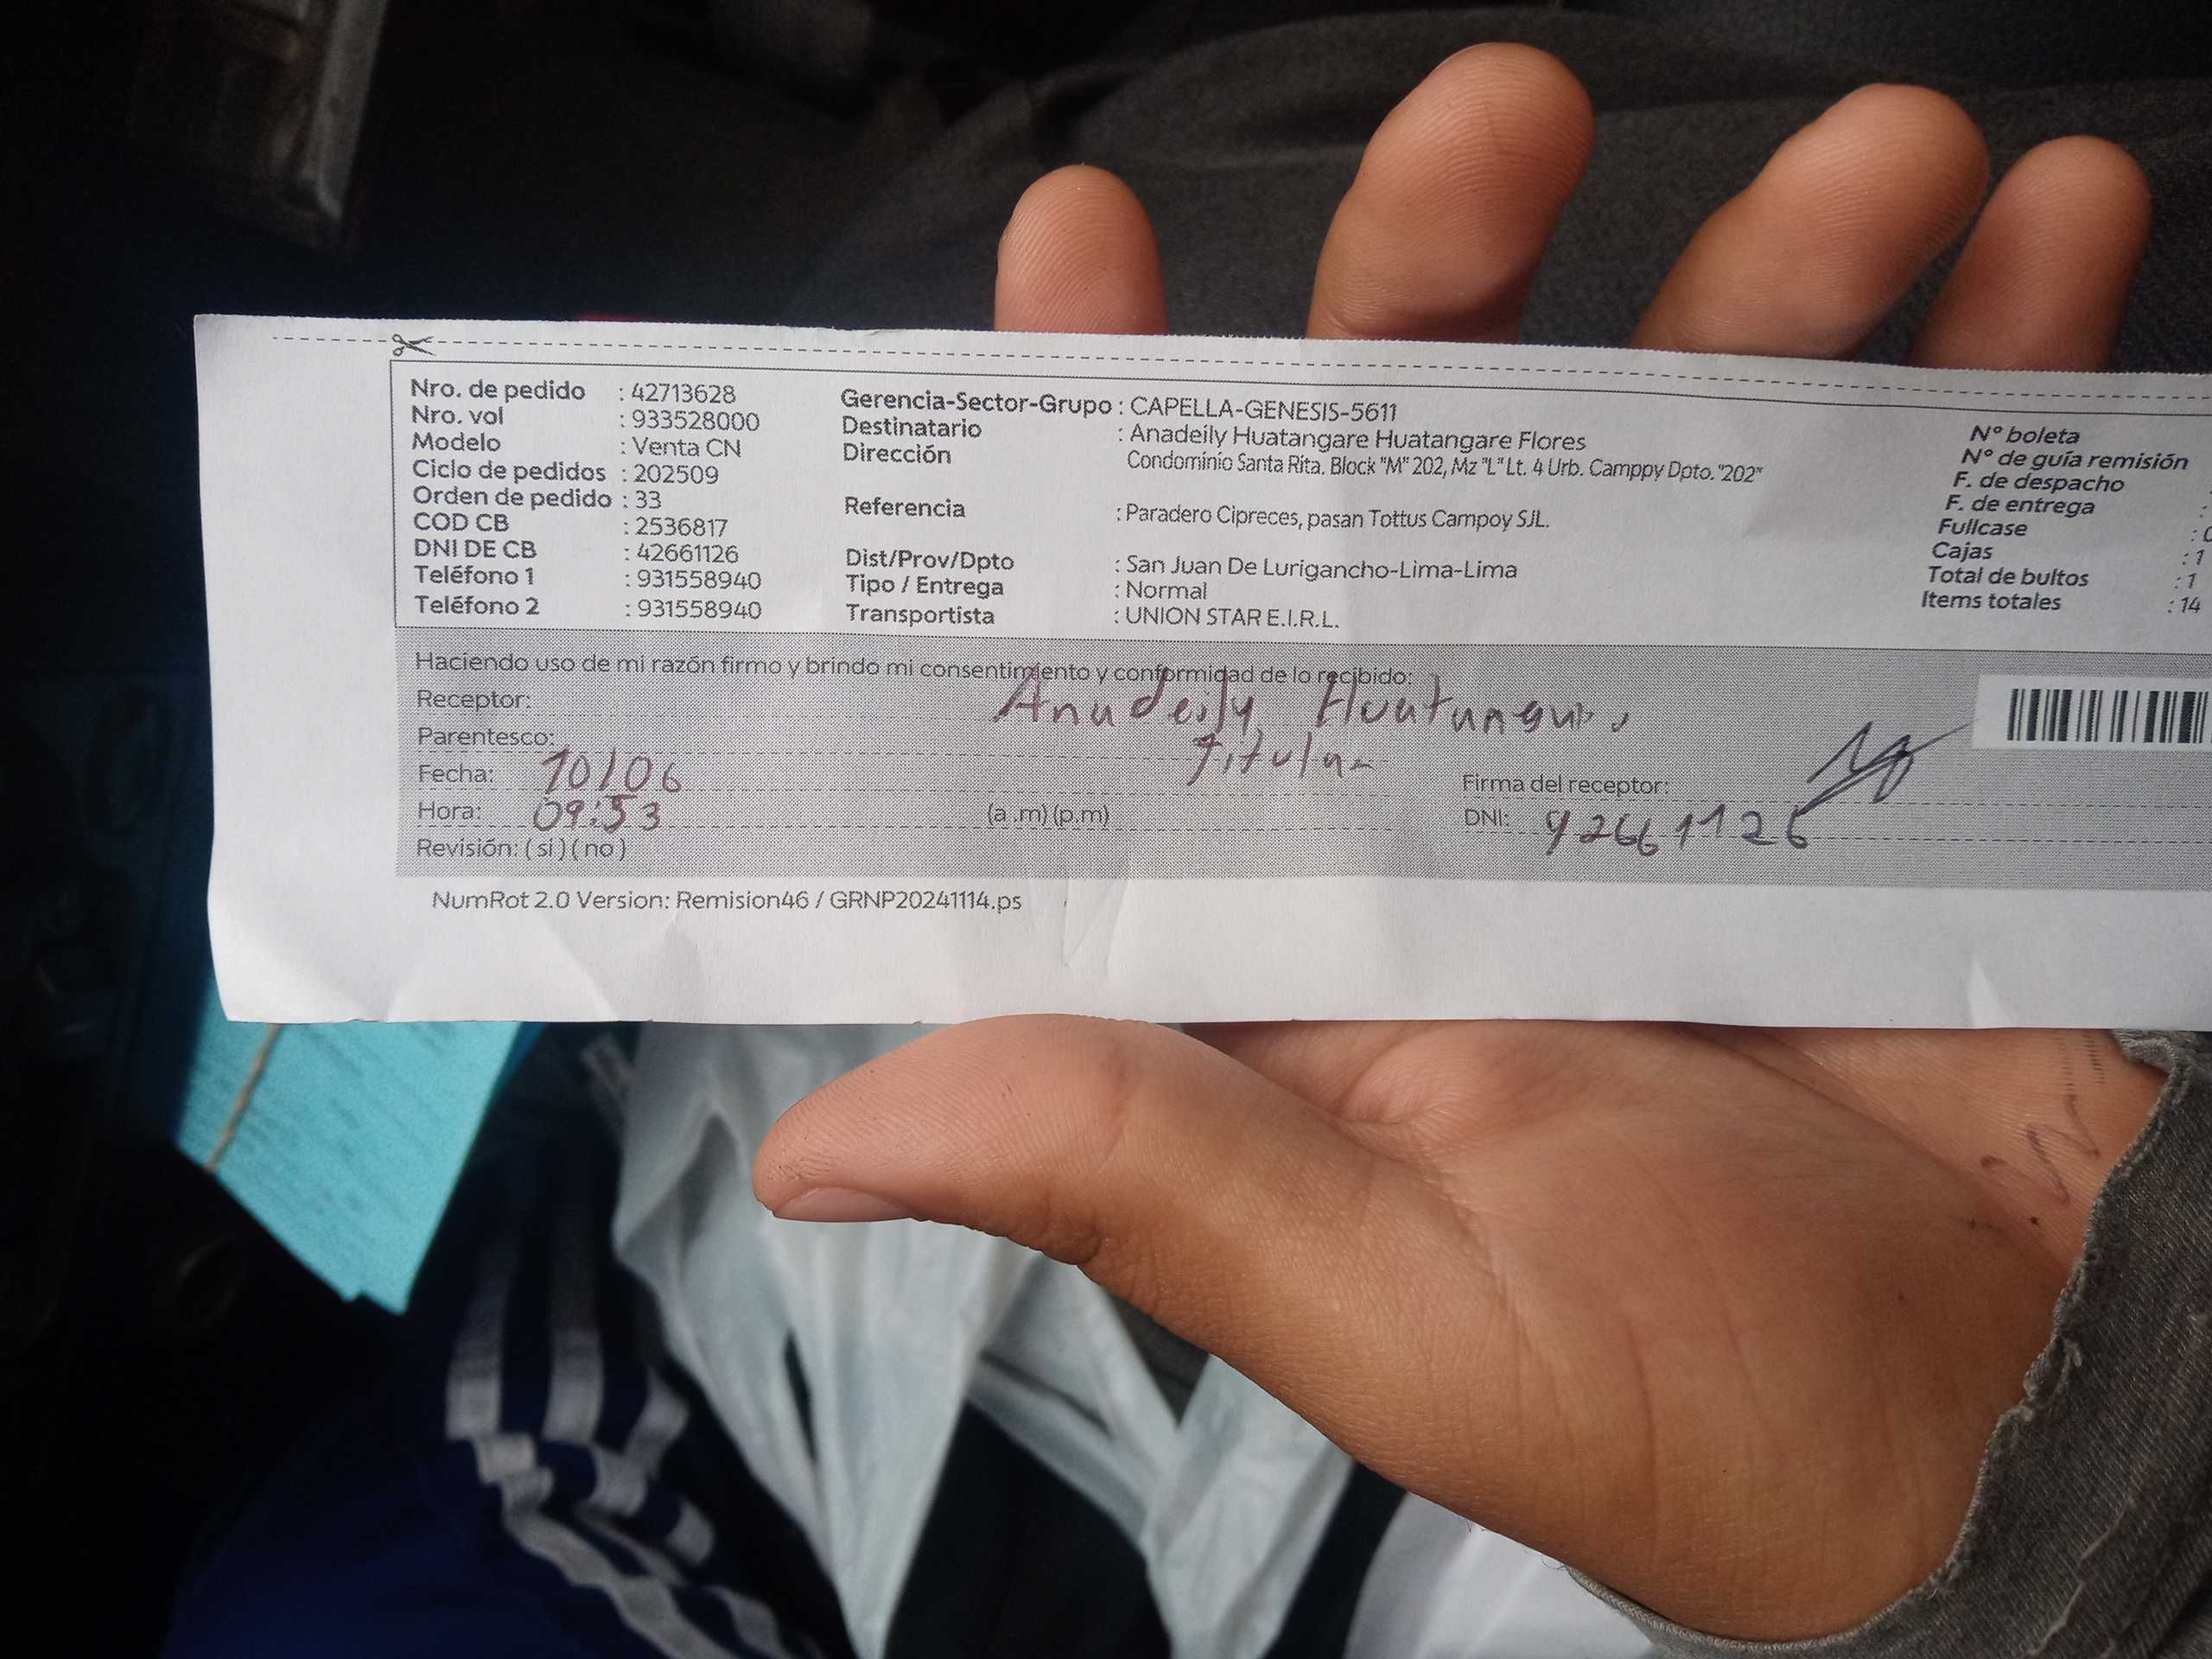 Nro. de pedido : 42713628
Nro. vol : 933528000
Modelo : Venta CN
Ciclo de pedidos : 202509
Orden de pedido : 33
COD CB : 2536817
DNI DE CB : 42661126
Teléfono 1 : 931558940
Teléfono 2 : 931558940
Gerencia-Sector-Grupo : CAPELLA-GENESIS-5611
Destinatario : Anadeily Huatangare Huatangare Flores
Dirección Condominio Santa Rita. Block "M" 202, Mz "L" Lt. 4 Urb. Camppy Dpto. "202"
Referencia : Paradero Cipreces, pasan Tottus Campoy SJL.
Dist/Prov/Dpto : San Juan De Lurigancho-Lima-Lima
Tipo / Entrega : Normal
Transportista : UNION STAR E.I.R.L.
N° boleta
N° de guía remisión
F. de despacho
F. de entrega :
Fullcase :
Cajas : 1
Total de bultos : 1
Items totales : 14
Haciendo uso de mi razón firmo y brindo mi consentimiento y conformidad de lo recibido:
Receptor: Anadeily
Parentesco: Titular
Fecha: 10/06
Firma del receptor:
Hora: 09:53 (a .m) (p.m)
DNI: 42661126
Revisión: ( si ) ( no )
NumRot 2.0 Version: Remision46 / GRNP20241114.ps